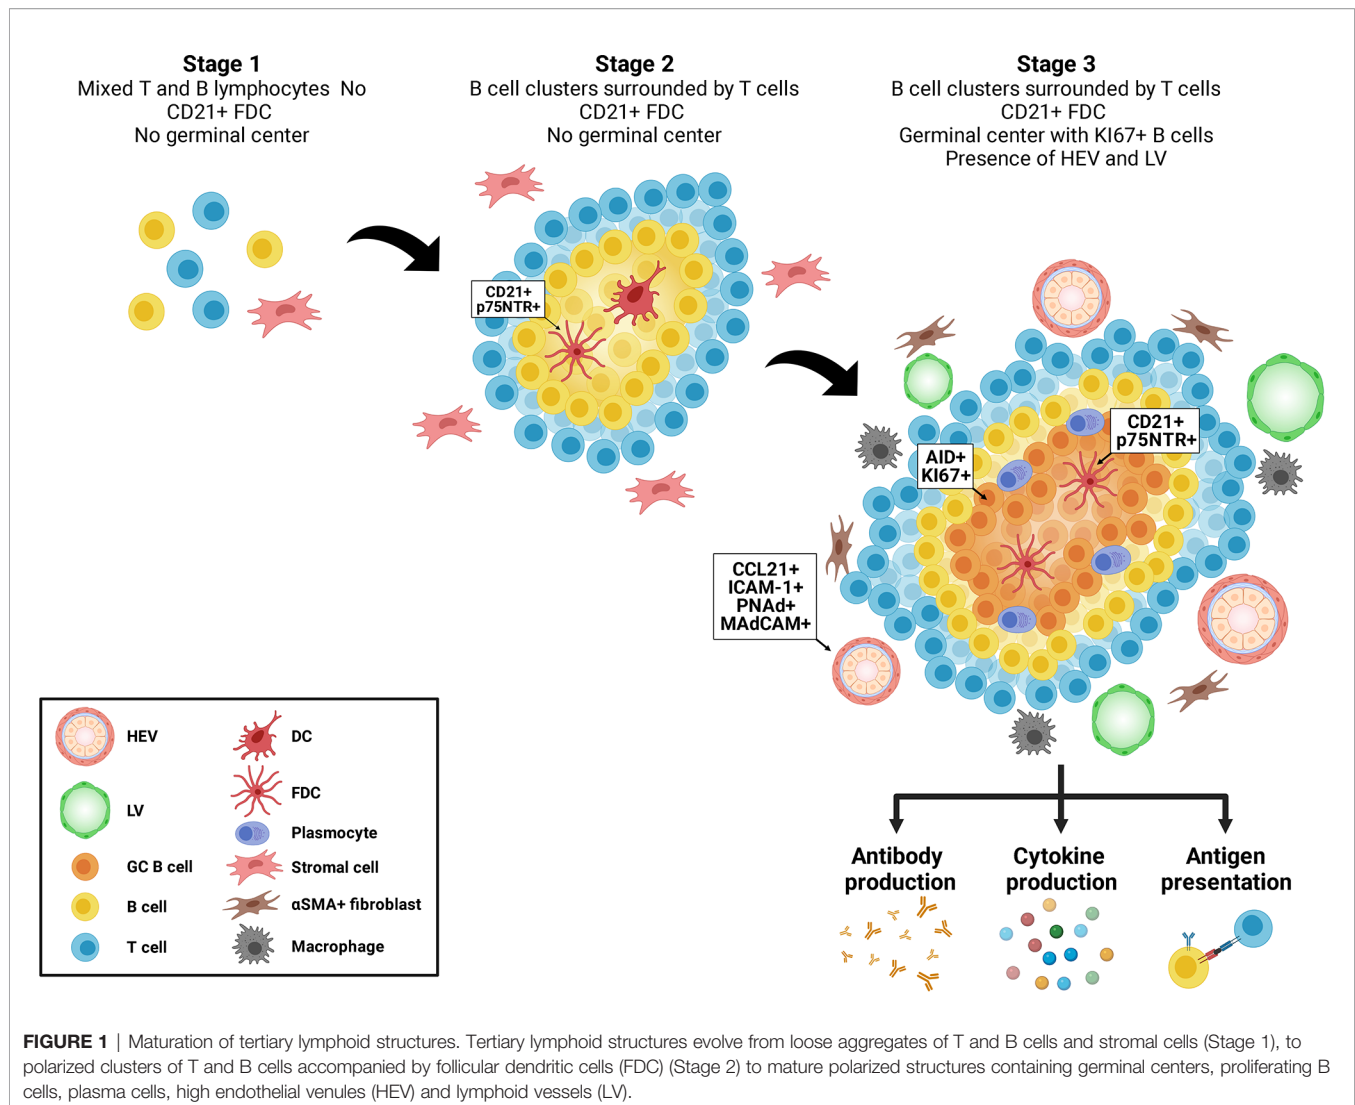 Stage 1
Mixed T and B lymphocytes No
CD21+ FDC
No germinal center
Stage 2
B cell clusters surrounded by T cells
CD21+ FDC
No germinal center
Stage 3
B cell clusters surrounded by T cells
CD21+ FDC
Germinal center with KI67+ B cells
Presence of HEV and LV
CD21+
p75NTR+
CD21+
p75NTR+
AID+
KI67+
CCL21+
ICAM-1+
PNAd+
MAdCAM+
HEV
LV
GC B cell
B cell
T cell
DC
FDC
Plasmocyte
Stromal cell
αSMA+ fibroblast
Macrophage
Antibody
production
Cytokine
production
Antigen
presentation
FIGURE 1 | Maturation of tertiary lymphoid structures. Tertiary lymphoid structures evolve from loose aggregates of T and B cells and stromal cells (Stage 1), to
polarized clusters of T and B cells accompanied by follicular dendritic cells (FDC) (Stage 2) to mature polarized structures containing germinal centers, proliferating B
cells, plasma cells, high endothelial venules (HEV) and lymphoid vessels (LV).